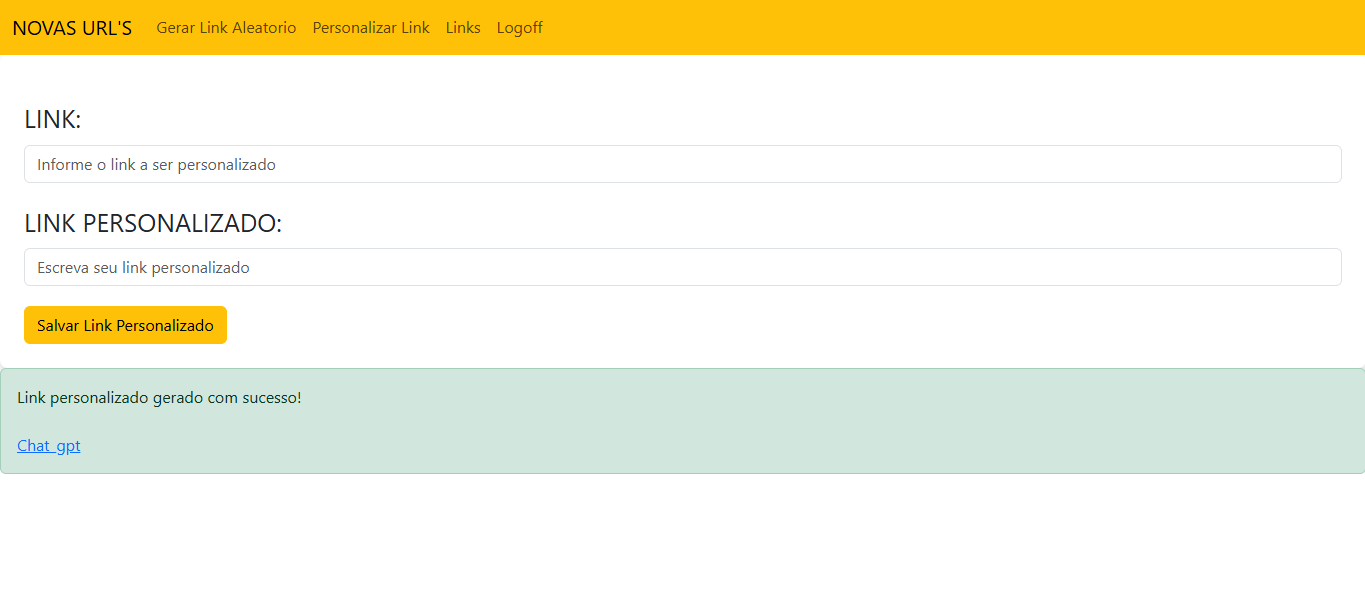 NOVAS URL'S Gerar Link Aleatorio Personalizar Link Links Logoff
LINK:
Informe o link a ser personalizado
LINK PERSONALIZADO:
Escreva seu link personalizado
Salvar Link Personalizado
Link personalizado gerado com sucesso!
Chat_gpt